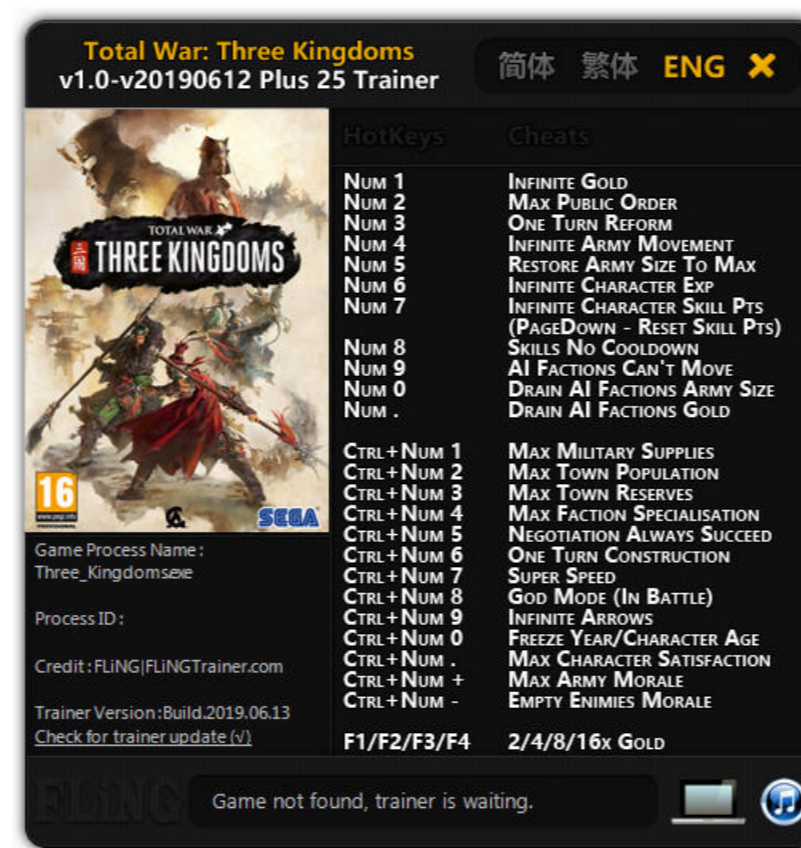 Total War: Three Kingdoms
v1.0-v20190612 Plus 25 Trainer
简体 繁体 ENG
HotKeys Cheats
TOTAL WAR
三國 THREE KINGDOMS
16
www.pegi.info
PROVISIONAL
CA
SEGA
Game Process Name:
Three_Kingdoms.exe
Process ID:
Credit:FLiNG|FLiNGTrainer.com
Trainer Version:Build.2019.06.13
Check for trainer update (√)
Num 1 Infinite Gold
Num 2 Max Public Order
Num 3 One Turn Reform
Num 4 Infinite Army Movement
Num 5 Restore Army Size To Max
Num 6 Infinite Character Exp
Num 7 Infinite Character Skill Pts
(PageDown - Reset Skill Pts)
Num 8 Skills No Cooldown
Num 9 AI Factions Can't Move
Num 0 Drain AI Factions Army Size
Num . Drain AI Factions Gold
Ctrl+Num 1 Max Military Supplies
Ctrl+Num 2 Max Town Population
Ctrl+Num 3 Max Town Reserves
Ctrl+Num 4 Max Faction Specialisation
Ctrl+Num 5 Negotiation Always Succeed
Ctrl+Num 6 One Turn Construction
Ctrl+Num 7 Super Speed
Ctrl+Num 8 God Mode (In Battle)
Ctrl+Num 9 Infinite Arrows
Ctrl+Num 0 Freeze Year/Character Age
Ctrl+Num . Max Character Satisfaction
Ctrl+Num + Max Army Morale
Ctrl+Num - Empty Enimies Morale
F1/F2/F3/F4 2/4/8/16x Gold
FLiNG
Game not found, trainer is waiting.